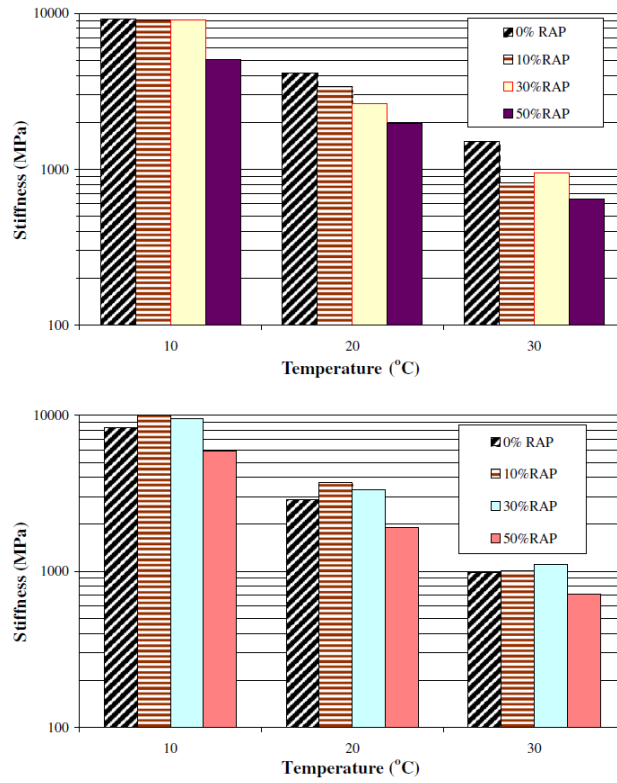 10000
1000
100
Stiffness (MPa)
0% RAP
10%RAP
30%RAP
50%RAP
10 20 30
Temperature (°C)
10000
1000
100
Stiffness (MPa)
0% RAP
10%RAP
30%RAP
50%RAP
10 20 30
Temperature (°C)